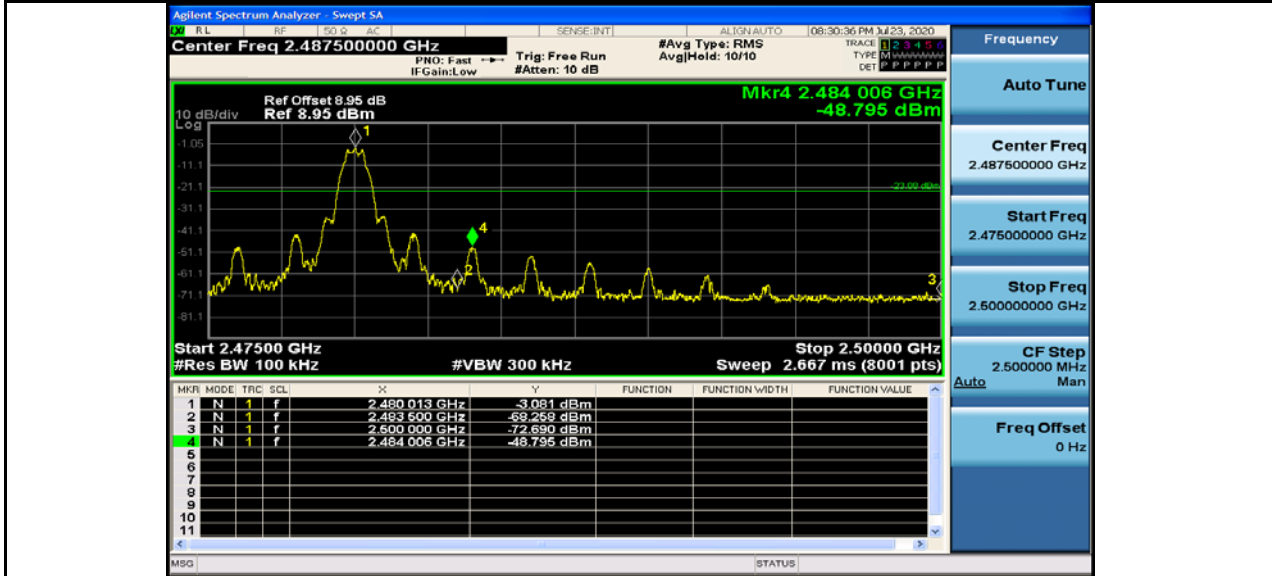 Agilent Spectrum Analyzer - Swept SA
LXI RL RF 50 Ω AC SENSE:INT ALIGN AUTO 08:30:36 PM Jul 23, 2020
Center Freq 2.487500000 GHz
PNO: Fast
IFGain:Low
Trig: Free Run
#Atten: 10 dB
#Avg Type: RMS
Avg|Hold: 10/10
TRACE 1 2 3 4 5 6
TYPE M WWWWW
DET P P P P P P
Mkr4 2.484 006 GHz
-48.795 dBm
Ref Offset 8.95 dB
10 dB/div Ref 8.95 dBm
Log
-1.05
-11.1
-21.1
-31.1
-41.1
-51.1
-61.1
-71.1
-81.1
1
2
3
4
-23.08 dBm
Start 2.47500 GHz Stop 2.50000 GHz
#Res BW 100 kHz #VBW 300 kHz Sweep 2.667 ms (8001 pts)
MKR MODE TRC SCL X Y FUNCTION FUNCTION WIDTH FUNCTION VALUE
1 N 1 f 2.480 013 GHz -3.081 dBm
2 N 1 f 2.483 500 GHz -68.258 dBm
3 N 1 f 2.500 000 GHz -72.690 dBm
4 N 1 f 2.484 006 GHz -48.795 dBm
5
6
7
8
9
10
11
MSG STATUS
Frequency
Auto Tune
Center Freq
2.487500000 GHz
Start Freq
2.475000000 GHz
Stop Freq
2.500000000 GHz
CF Step
2.500000 MHz
Auto Man
Freq Offset
0 Hz